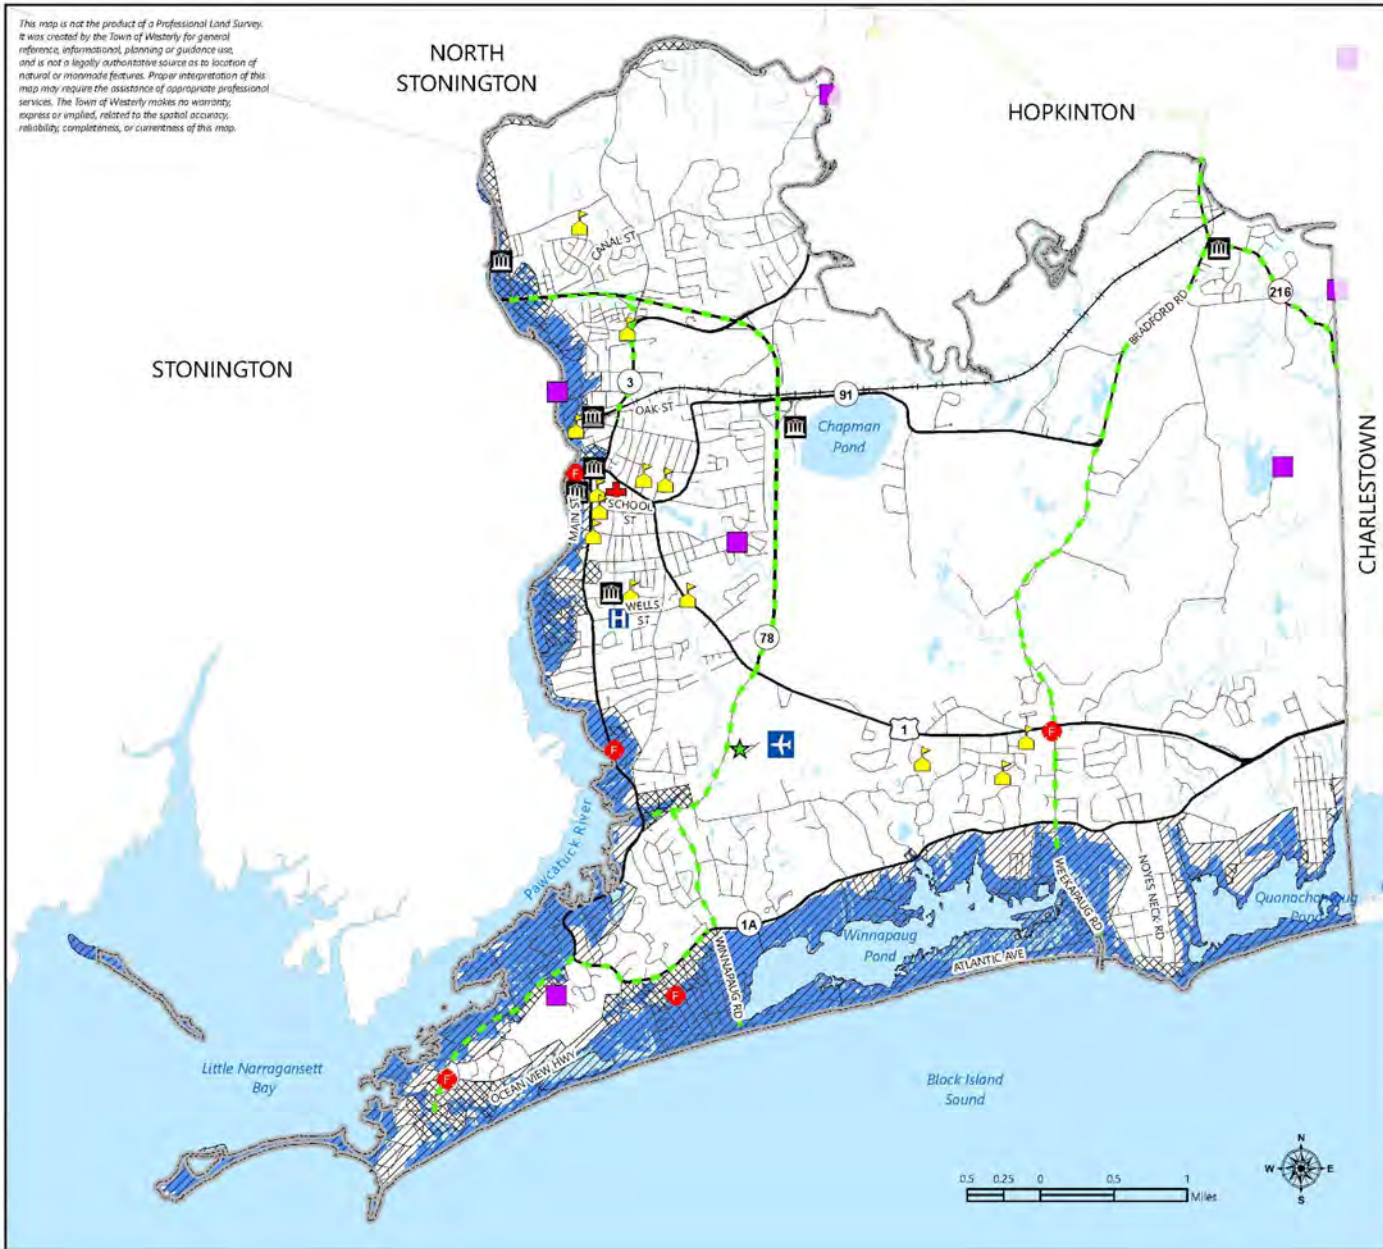 This map is not the product of a Professional Land Survey.
It was created by the Town of Westerly for general
reference, informational, planning or guidance use,
and is not a legally authoritative source as to location of
natural or manmade features. Proper interpretation of this
map may require the assistance of appropriate professional
services. The Town of Westerly makes no warranty,
express or implied, related to the spatial accuracy,
reliability, completeness, or currentness of this map.
NORTH
STONINGTON
HOPKINTON
CANAL ST
BRADFORD RD
216
STONINGTON
3
OAK ST
91
Chapman
Pond
CHARLESTOWN
F
MAIN ST
SCHOOL
ST
WELLS
ST
H
78
1
F
F
Pawcatuck River
NOYES NECK RD
WEEKAPAUG RD
Quonochontaug
Pond
1A
Winnapaug
Pond
WINNAPAUG RD
ATLANTIC AVE
F
OCEAN VIEW HWY
F
Little Narragansett
Bay
Block Island
Sound
N
W
E
S
0.5 0.25 0 0.5 1
Miles